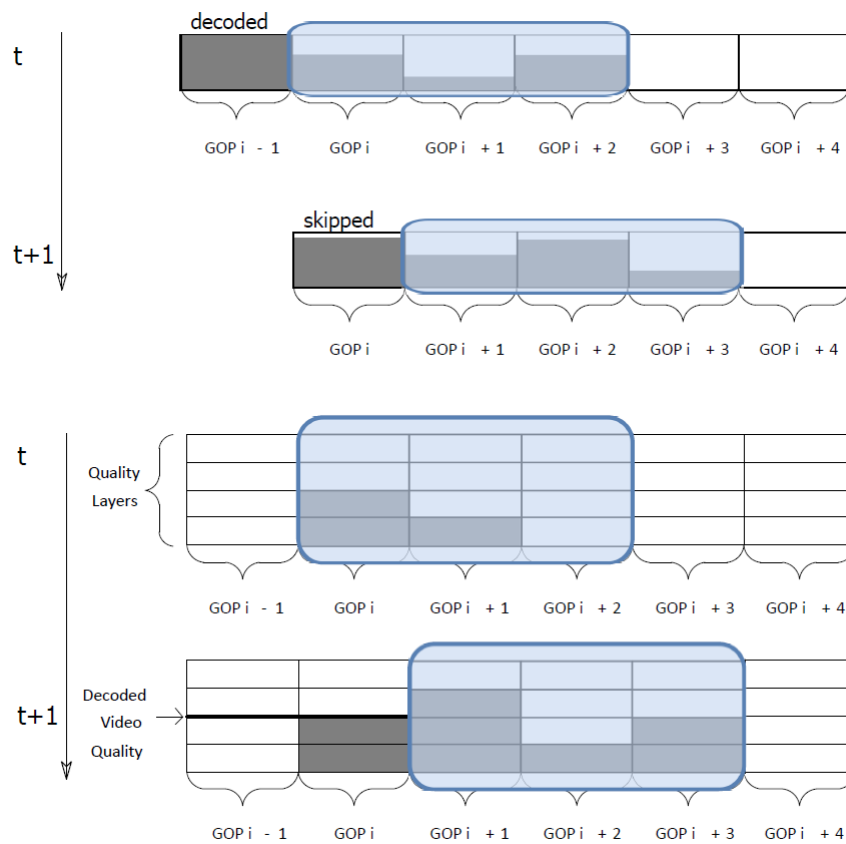 decoded
t
GOP i - 1 GOP i GOP i + 1 GOP i + 2 GOP i + 3 GOP i + 4
skipped
t+1
GOP i GOP i + 1 GOP i + 2 GOP i + 3 GOP i + 4
t
Quality
Layers
GOP i - 1 GOP i GOP i + 1 GOP i + 2 GOP i + 3 GOP i + 4
Decoded
t+1 Video
Quality
GOP i - 1 GOP i GOP i + 1 GOP i + 2 GOP i + 3 GOP i + 4